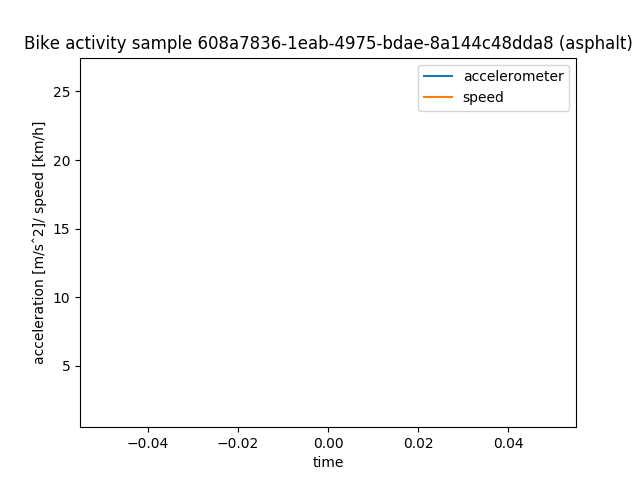 Bike activity sample 608a7836-1eab-4975-bdae-8a144c48dda8 (asphalt)
accelerometer
speed
acceleration [m/sˆ2]/ speed [km/h]
25
20
15
10
5
−0.04 −0.02 0.00 0.02 0.04
time